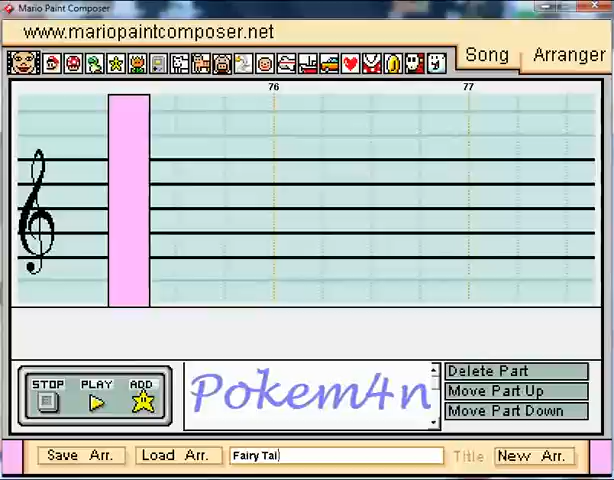 Mario Paint Composer
www.mariopaintcomposer.net
Song
Arranger
76
77
STOP
PLAY
ADD
Pokem4n
Delete Part
Move Part Up
Move Part Down
Save Arr.
Load Arr.
Fairy Tai
Title
New Arr.